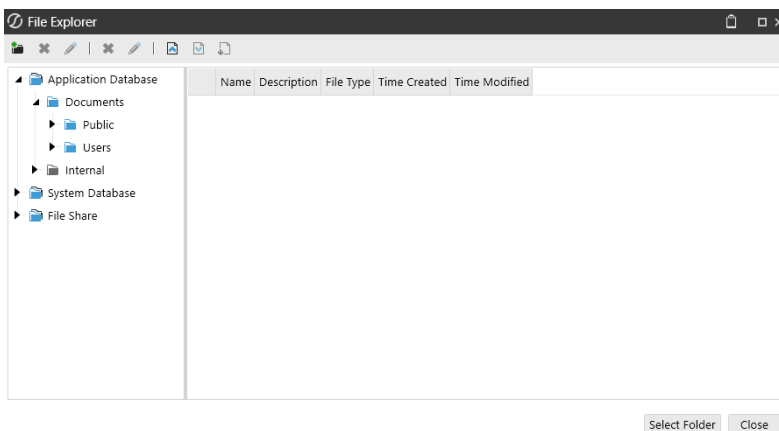 File Explorer
Application Database
Documents
Public
Users
Internal
System Database
File Share
Name Description File Type Time Created Time Modified
Select Folder Close